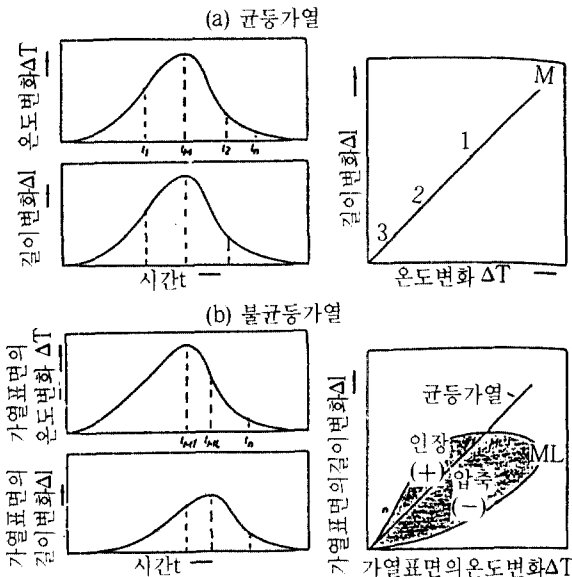 (a) 균등가열
온도변화ΔT
t₁ t_M t₂ t_n
길이변화Δl
시간t
길이변화Δl
M
1
2
3
온도변화 ΔT
(b) 불균등가열
가열표면의
온도변화 ΔT
t_n
가열표면의
길이변화Δl
시간t
가열표면의길이변화Δl
균등가열
인장
(+)
압축
(−)
ML
n
가열표면의온도변화ΔT